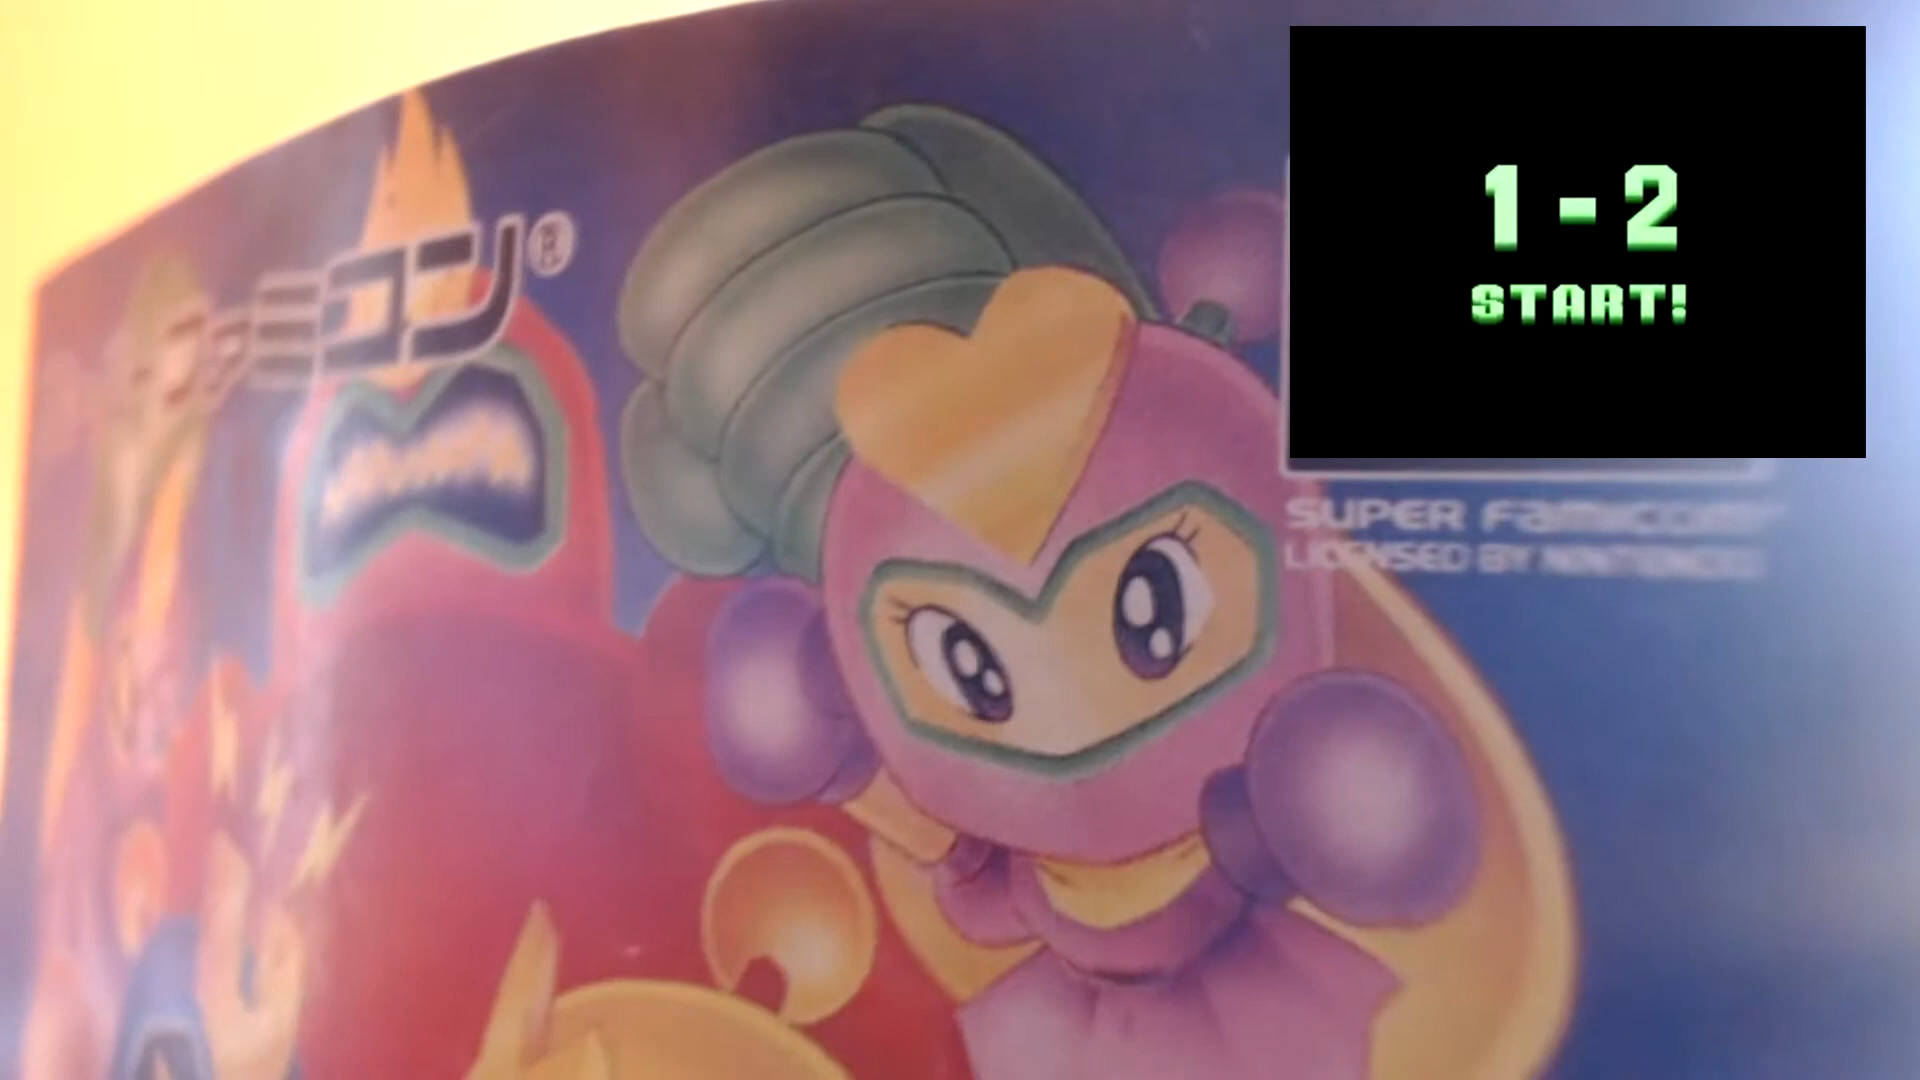 ファミコン®
1-2
START!
SUPER FAMICOM
LICENSED BY NINTENDO